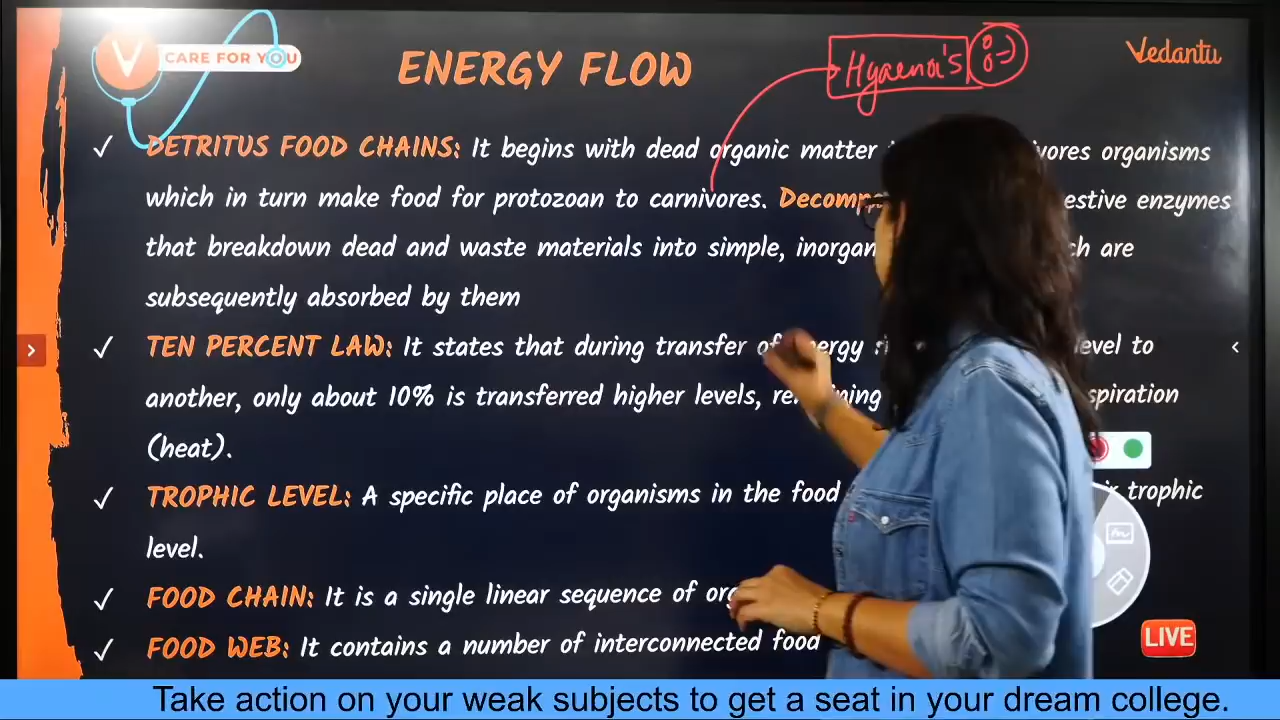 V CARE FOR YOU
ENERGY FLOW
Hyaena's
Vedantu
✓ DETRITUS FOOD CHAINS: It begins with dead organic matter vores organisms
which in turn make food for protozoan to carnivores. Decomp estive enzymes
that breakdown dead and waste materials into simple, inorgan ch are
subsequently absorbed by them
✓ TEN PERCENT LAW: It states that during transfer of energy level to
another, only about 10% is transferred higher levels, spiration
(heat).
✓ TROPHIC LEVEL: A specific place of organisms in the food trophic
level.
✓ FOOD CHAIN: It is a single linear sequence of org
✓ FOOD WEB: It contains a number of interconnected food
LIVE
Take action on your weak subjects to get a seat in your dream college.